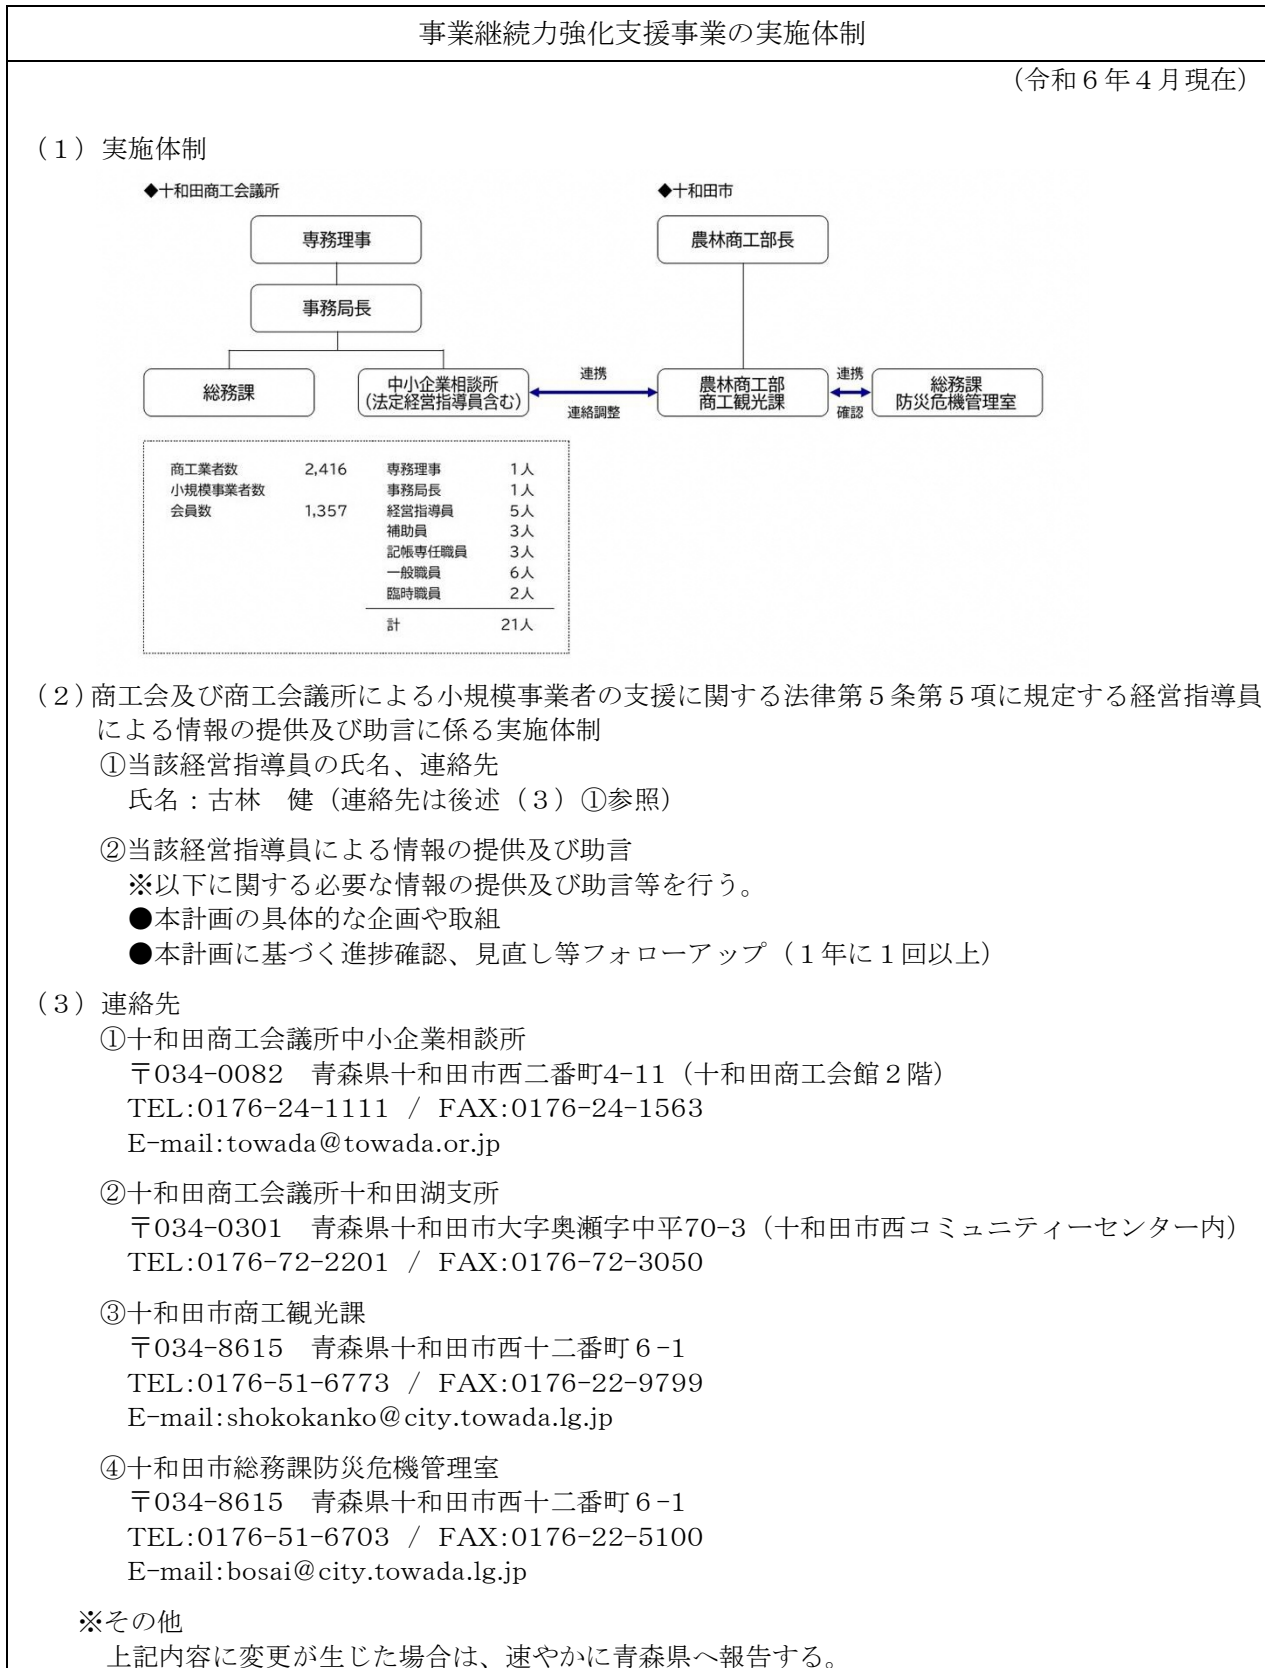 事業継続力強化支援事業の実施体制
(令和6年4月現在)
(1)実施体制
◆十和田商工会議所
◆十和田市
専務理事
農林商工部長
事務局長
総務課
中小企業相談所
(法定経営指導員含む)
連携
連絡調整
農林商工部
商工観光課
連携
確認
総務課
防災危機管理室
商工業者数 2,416 専務理事 1人
小規模事業者数 事務局長 1人
会員数 1,357 経営指導員 5人
補助員 3人
記帳専任職員 3人
一般職員 6人
臨時職員 2人
計 21人
(2)商工会及び商工会議所による小規模事業者の支援に関する法律第5条第5項に規定する経営指導員
による情報の提供及び助言に係る実施体制
①当該経営指導員の氏名、連絡先
氏名:古林 健(連絡先は後述(3)①参照)
②当該経営指導員による情報の提供及び助言
※以下に関する必要な情報の提供及び助言等を行う。
●本計画の具体的な企画や取組
●本計画に基づく進捗確認、見直し等フォローアップ(1年に1回以上)
(3)連絡先
①十和田商工会議所中小企業相談所
〒034-0082 青森県十和田市西二番町4-11(十和田商工会館2階)
TEL:0176-24-1111 / FAX:0176-24-1563
E-mail:towada@towada.or.jp
②十和田商工会議所十和田湖支所
〒034-0301 青森県十和田市大字奥瀬字中平70-3(十和田市西コミュニティーセンター内)
TEL:0176-72-2201 / FAX:0176-72-3050
③十和田市商工観光課
〒034-8615 青森県十和田市西十二番町6-1
TEL:0176-51-6773 / FAX:0176-22-9799
E-mail:shokokanko@city.towada.lg.jp
④十和田市総務課防災危機管理室
〒034-8615 青森県十和田市西十二番町6-1
TEL:0176-51-6703 / FAX:0176-22-5100
E-mail:bosai@city.towada.lg.jp
※その他
上記内容に変更が生じた場合は、速やかに青森県へ報告する。